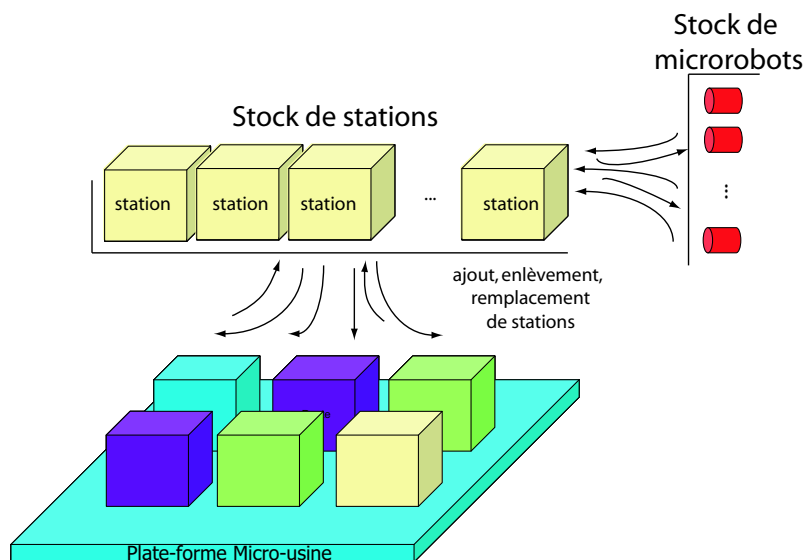 Stock de
microrobots
Stock de stations
station
station
station
...
station
...
ajout, enlèvement,
remplacement
de stations
Plate-forme Micro-usine